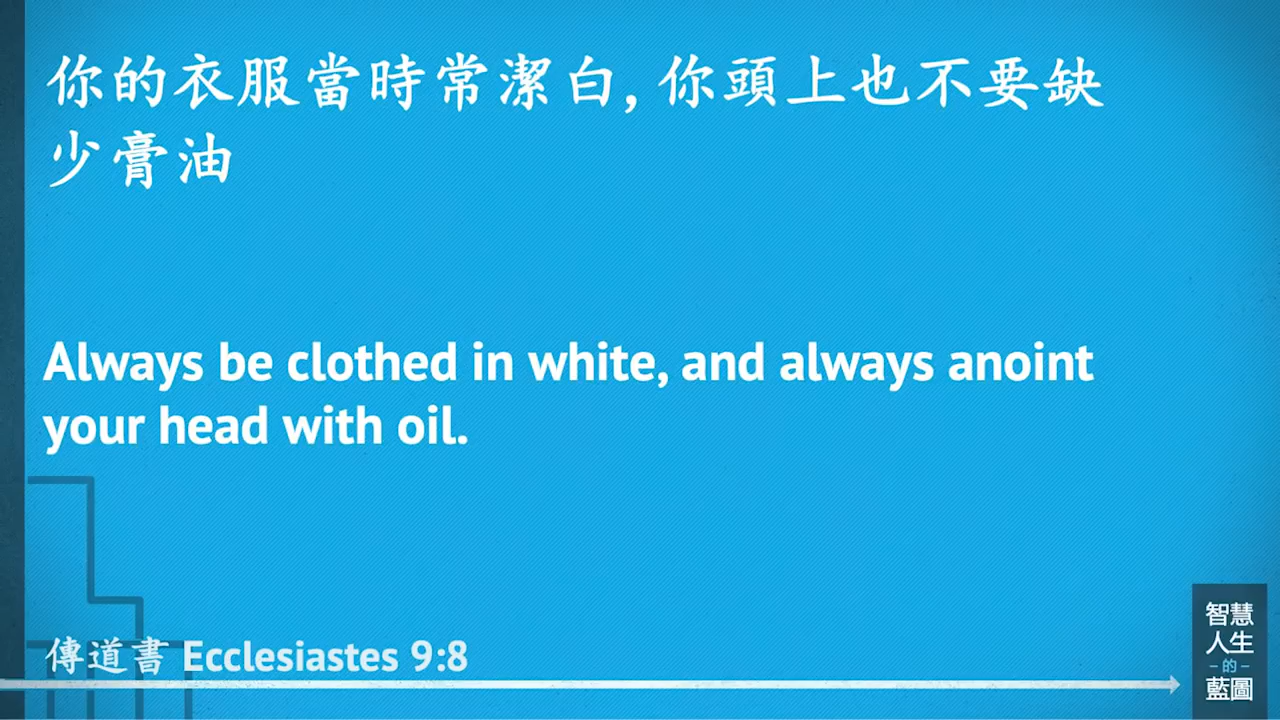 你的衣服當時常潔白, 你頭上也不要缺
少膏油
Always be clothed in white, and always anoint
your head with oil.
傳道書 Ecclesiastes 9:8
智慧
人生
–的–
藍圖